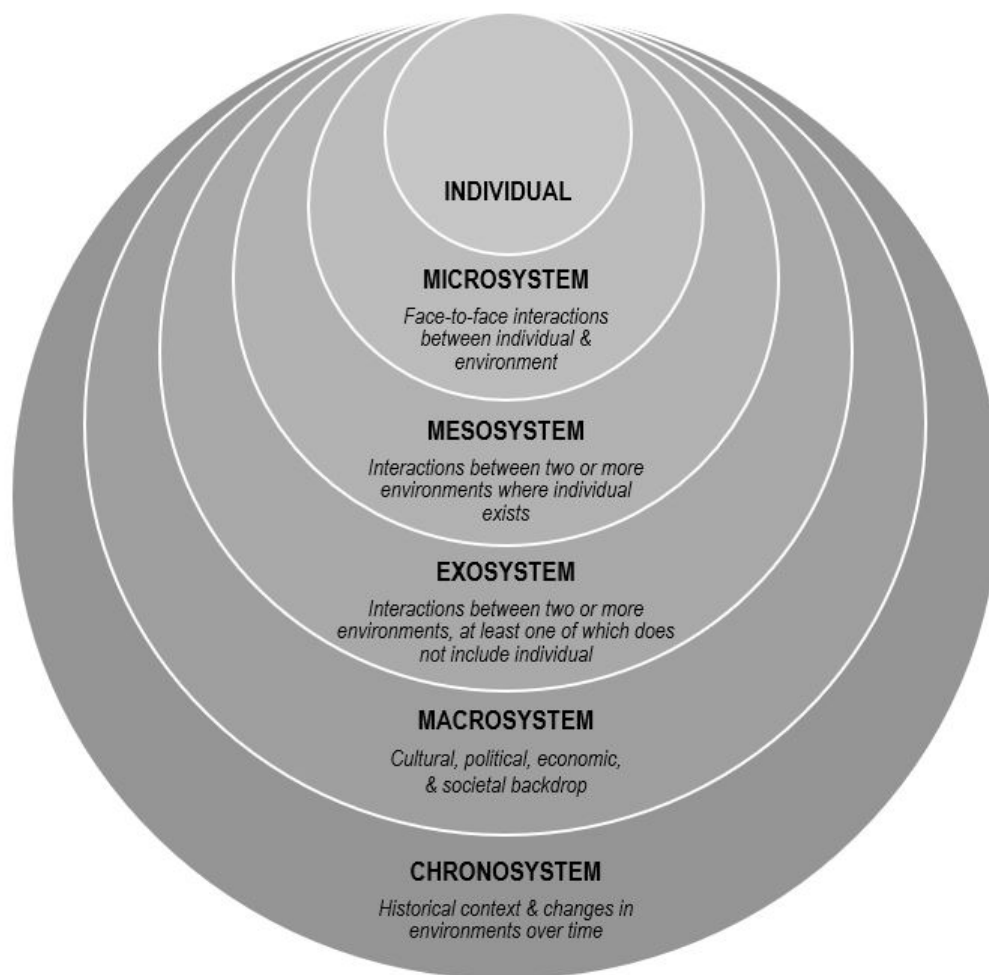 INDIVIDUAL
MICROSYSTEM
Face-to-face interactions
between individual &
environment
MESOSYSTEM
Interactions between two or more
environments where individual
exists
EXOSYSTEM
Interactions between two or more
environments, at least one of which does
not include individual
MACROSYSTEM
Cultural, political, economic,
& societal backdrop
CHRONOSYSTEM
Historical context & changes in
environments over time